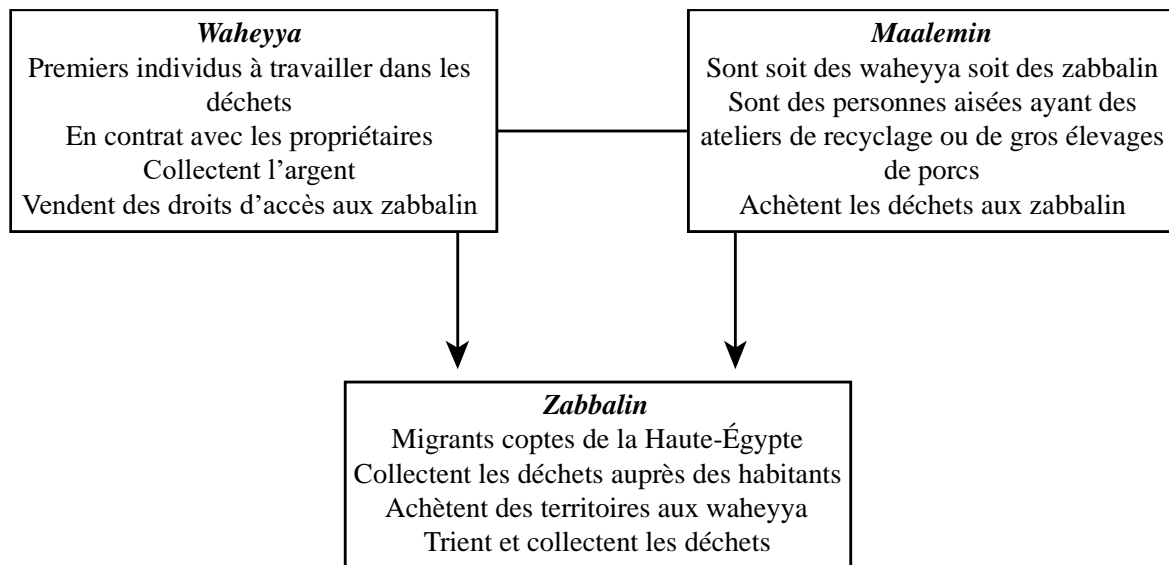 Waheyya
Premiers individus à travailler dans les
déchets
En contrat avec les propriétaires
Collectent l’argent
Vendent des droits d’accès aux zabbalin
Maalemin
Sont soit des waheyya soit des zabbalin
Sont des personnes aisées ayant des
ateliers de recyclage ou de gros élevages
de porcs
Achètent les déchets aux zabbalin
Zabbalin
Migrants coptes de la Haute-Égypte
Collectent les déchets auprès des habitants
Achètent des territoires aux waheyya
Trient et collectent les déchets